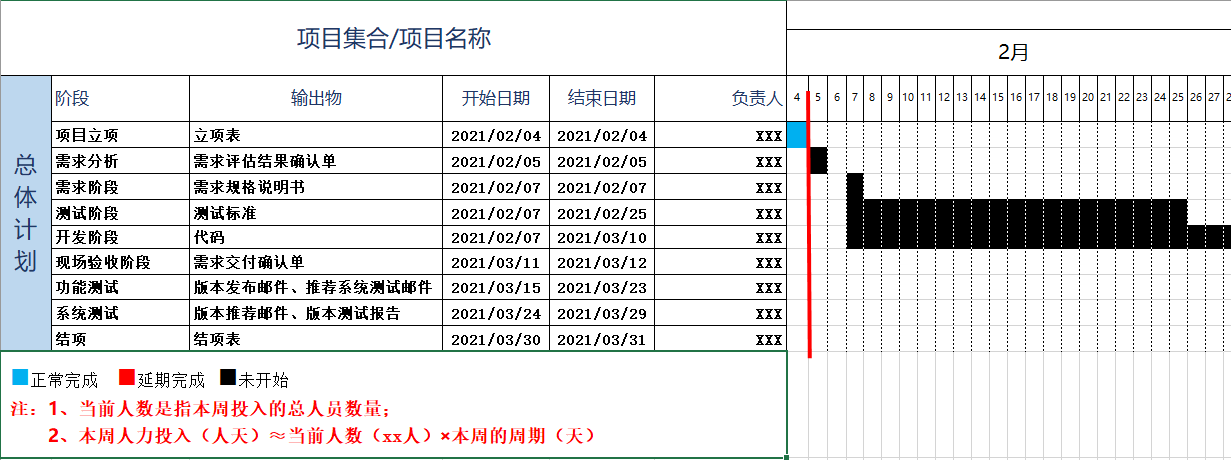 项目集合/项目名称
2月
阶段 输出物 开始日期 结束日期 负责人 4 5 6 7 8 9 10 11 12 13 14 15 16 17 18 19 20 21 22 23 24 25 26 27
总体计划
项目立项 立项表 2021/02/04 2021/02/04 XXX
需求分析 需求评估结果确认单 2021/02/05 2021/02/05 XXX
需求阶段 需求规格说明书 2021/02/07 2021/02/07 XXX
测试阶段 测试标准 2021/02/07 2021/02/25 XXX
开发阶段 代码 2021/02/07 2021/03/10 XXX
现场验收阶段 需求交付确认单 2021/03/11 2021/03/12 XXX
功能测试 版本发布邮件、推荐系统测试邮件 2021/03/15 2021/03/23 XXX
系统测试 版本推荐邮件、版本测试报告 2021/03/24 2021/03/29 XXX
结项 结项表 2021/03/30 2021/03/31 XXX
正常完成 延期完成 未开始
注：1、当前人数是指本周投入的总人员数量；
2、本周人力投入（人天）≈当前人数（xx人）×本周的周期（天）